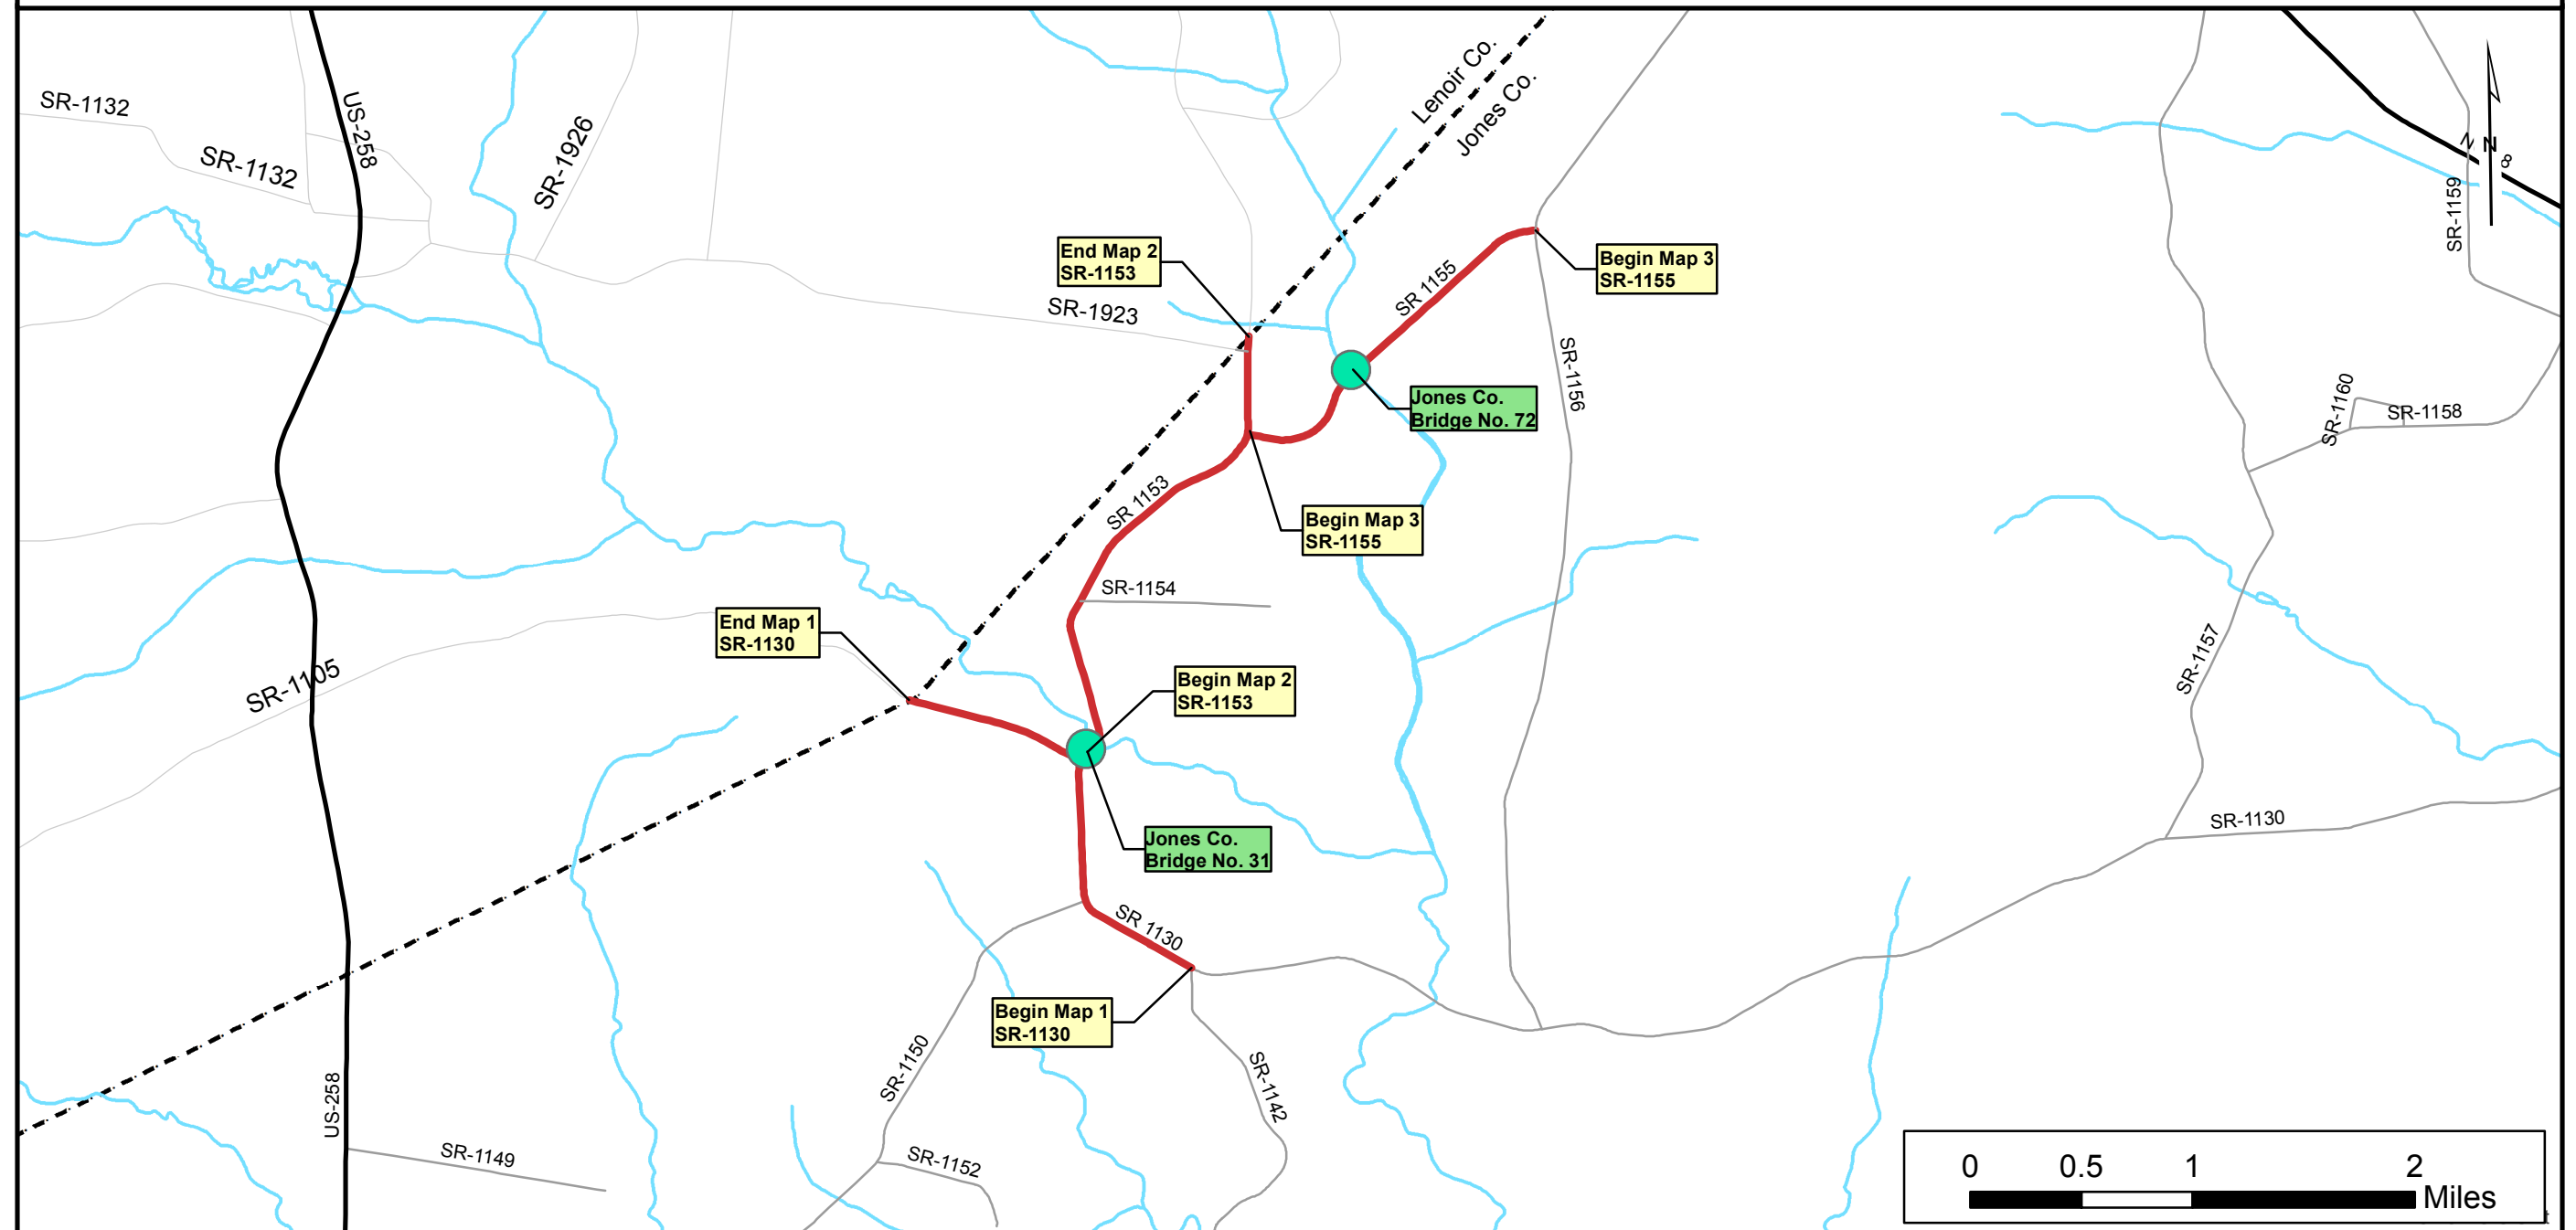 Lenoir Co.
Jones Co.
SR-1132
SR-1132
US-258
SR-1926
N
8
SR-1159
End Map 2
SR-1153
Begin Map 3
SR-1155
SR 1155
SR-1923
SR-1156
Jones Co.
Bridge No. 72
SR-1160
SR-1158
SR 1153
Begin Map 3
SR-1155
SR-1154
End Map 1
SR-1130
SR-1105
Begin Map 2
SR-1153
SR-1157
SR-1130
Jones Co.
Bridge No. 31
SR 1130
Begin Map 1
SR-1130
SR-1150
SR-1142
US-258
SR-1149
SR-1152
0 0.5 1 2
Miles